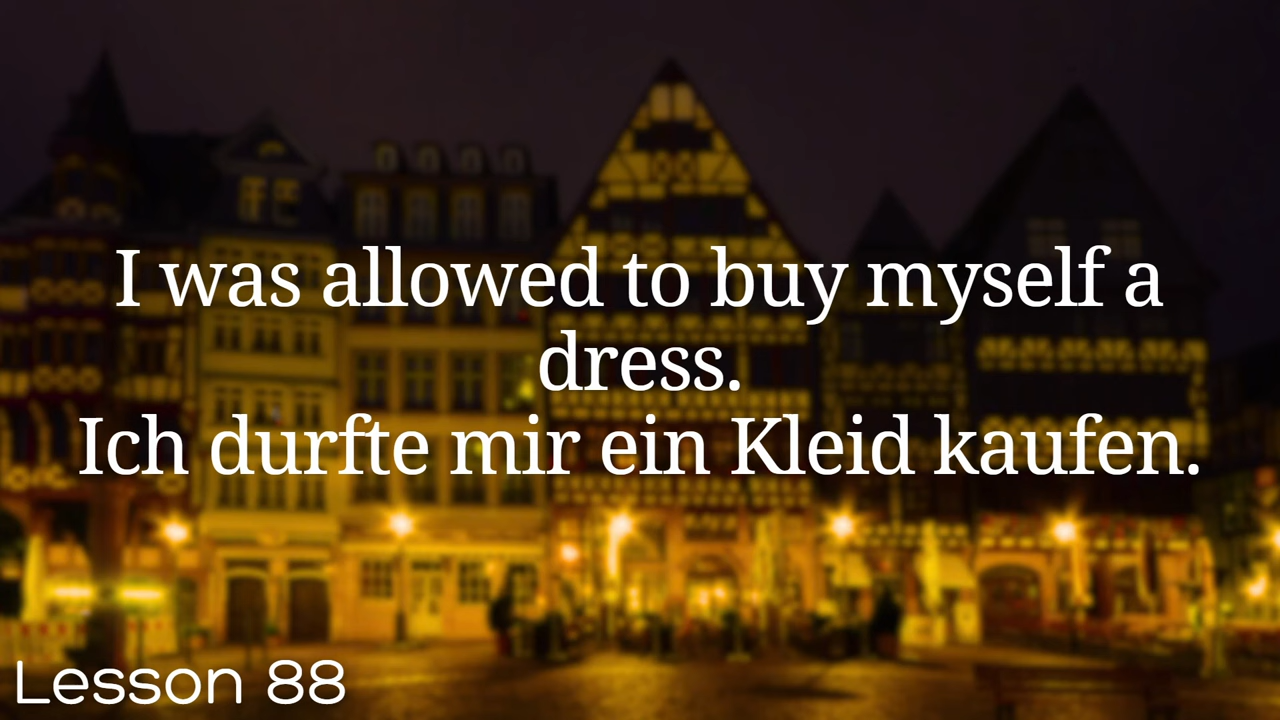 I was allowed to buy myself a
dress.
Ich durfte mir ein Kleid kaufen.
Lesson 88